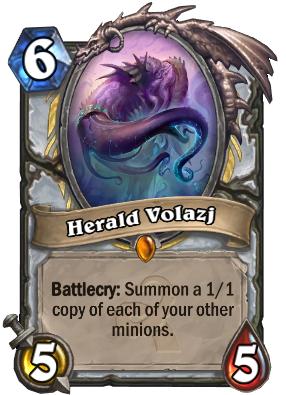 6
Herald Volazj
Battlecry: Summon a 1/1
copy of each of your other
minions.
5
5